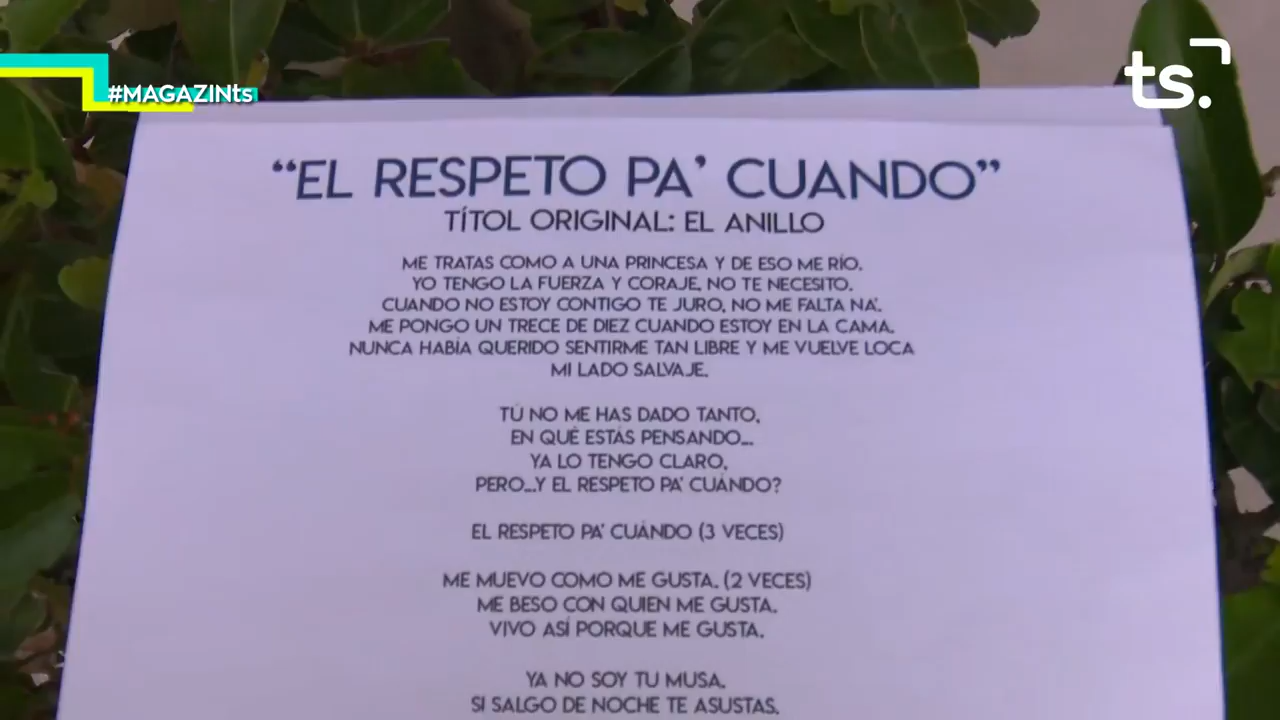 #MAGAZINts
ts.
“EL RESPETO PA’ CUANDO”
TÍTOL ORIGINAL: EL ANILLO
ME TRATAS COMO A UNA PRINCESA Y DE ESO ME RÍO.
YO TENGO LA FUERZA Y CORAJE, NO TE NECESITO.
CUANDO NO ESTOY CONTIGO TE JURO, NO ME FALTA NA'.
ME PONGO UN TRECE DE DIEZ CUANDO ESTOY EN LA CAMA.
NUNCA HABÍA QUERIDO SENTIRME TAN LIBRE Y ME VUELVE LOCA
MI LADO SALVAJE.
TÚ NO ME HAS DADO TANTO,
EN QUÉ ESTÁS PENSANDO...
YA LO TENGO CLARO,
PERO...Y EL RESPETO PA' CUÁNDO?
EL RESPETO PA' CUÁNDO (3 VECES)
ME MUEVO COMO ME GUSTA. (2 VECES)
ME BESO CON QUIEN ME GUSTA.
VIVO ASÍ PORQUE ME GUSTA.
YA NO SOY TU MUSA.
SI SALGO DE NOCHE TE ASUSTAS.